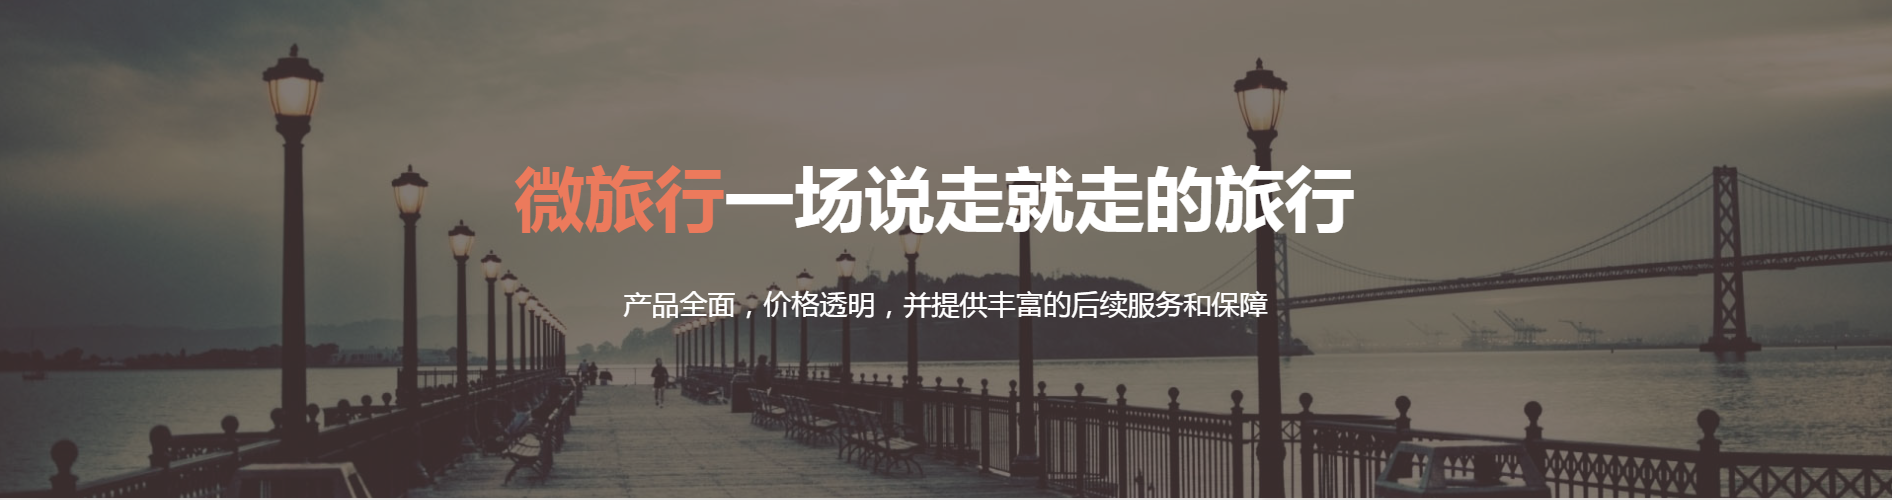 微旅行一场说走就走的旅行
产品全面，价格透明，并提供丰富的后续服务和保障